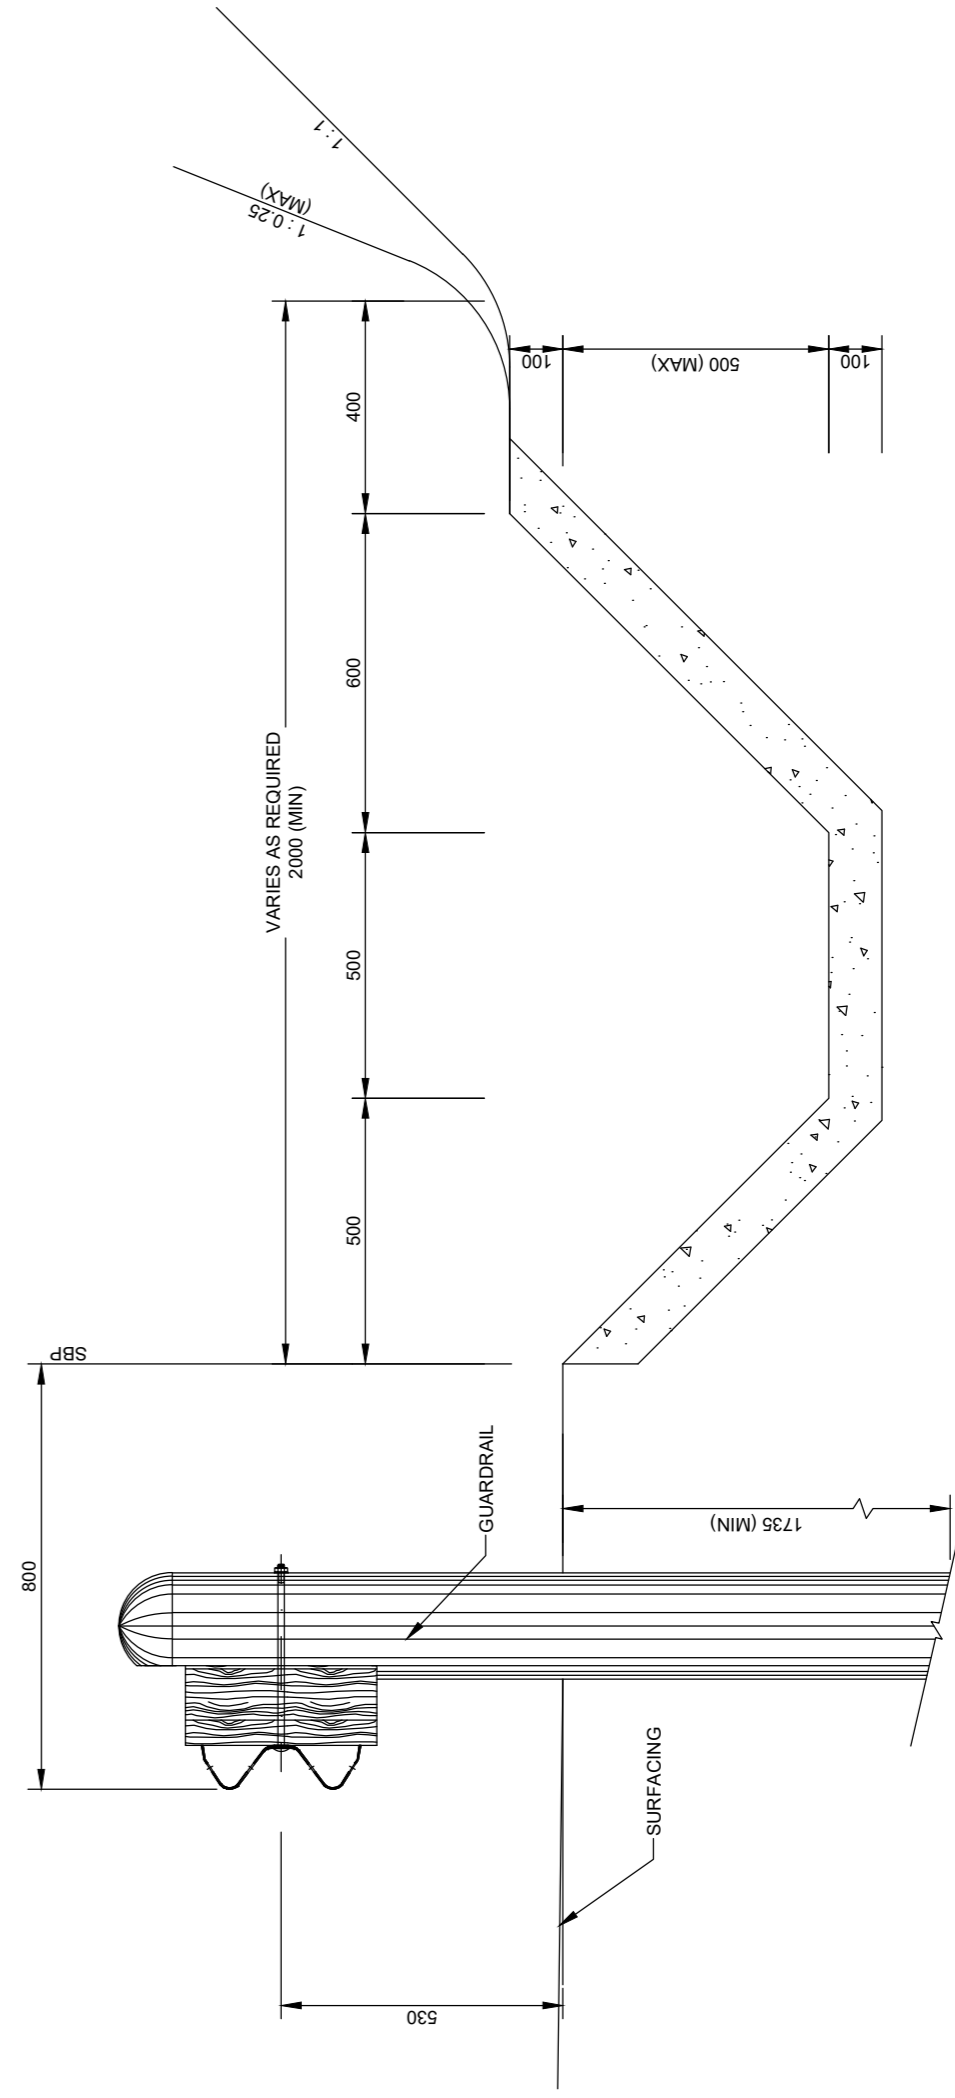 1 : 1
1 : 0.25
(MAX)
VARIES AS REQUIRED
2000 (MIN)
400
600
500
500
100
500 (MAX)
100
SBP
800
GUARDRAIL
1735 (MIN)
SURFACING
530